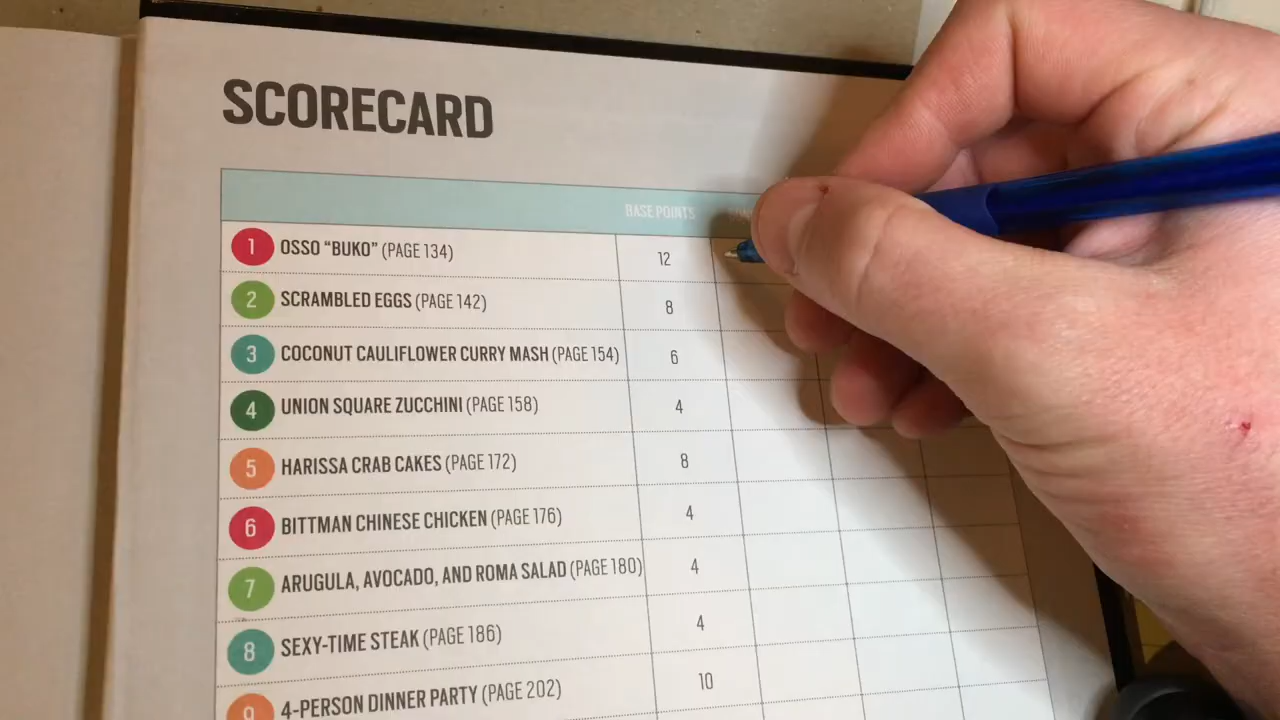 SCORECARD
BASE POINTS
1 OSSO “BUKO” (PAGE 134) 12
2 SCRAMBLED EGGS (PAGE 142) 8
3 COCONUT CAULIFLOWER CURRY MASH (PAGE 154) 6
4 UNION SQUARE ZUCCHINI (PAGE 158) 4
5 HARISSA CRAB CAKES (PAGE 172) 8
6 BITTMAN CHINESE CHICKEN (PAGE 176) 4
7 ARUGULA, AVOCADO, AND ROMA SALAD (PAGE 180) 4
8 SEXY-TIME STEAK (PAGE 186) 4
9 4-PERSON DINNER PARTY (PAGE 202) 10